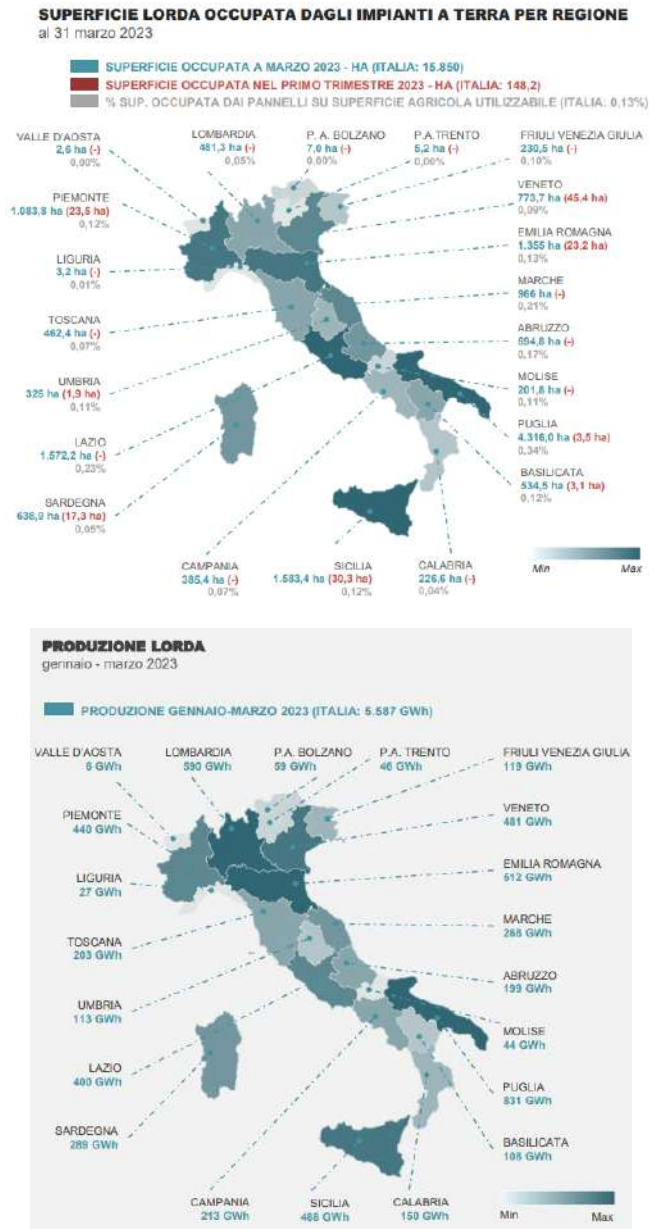 SUPERFICIE LORDA OCCUPATA DAGLI IMPIANTI A TERRA PER REGIONE
al 31 marzo 2023
SUPERFICIE OCCUPATA A MARZO 2023 - HA (ITALIA: 15.850)
SUPERFICIE OCCUPATA NEL PRIMO TRIMESTRE 2023 - HA (ITALIA: 148,2)
% SUP. OCCUPATA DAI PANNELLI SU SUPERFICIE AGRICOLA UTILIZZABILE (ITALIA: 0,13%)
VALLE D'AOSTA
2,6 ha (-)
0,00%
LOMBARDIA
481,3 ha (-)
0,05%
P. A. BOLZANO
7,0 ha (-)
0,00%
P.A.TRENTO
5,2 ha (-)
0,00%
FRIULI VENEZIA GIULIA
230,5 ha (-)
0,10%
PIEMONTE
1.083,8 ha (23,5 ha)
0,12%
VENETO
773,7 ha (45,4 ha)
0,09%
LIGURIA
3,2 ha (-)
0,01%
EMILIA ROMAGNA
1.355 ha (23,2 ha)
0,13%
TOSCANA
462,4 ha (-)
0,07%
MARCHE
966 ha (-)
0,21%
UMBRIA
325 ha (1,9 ha)
0,11%
ABRUZZO
694,8 ha (-)
0,17%
MOLISE
201,8 ha (-)
0,11%
LAZIO
1.572,2 ha (-)
0,23%
PUGLIA
4.316,0 ha (3,5 ha)
0,34%
SARDEGNA
638,9 ha (17,3 ha)
0,05%
BASILICATA
534,5 ha (3,1 ha)
0,12%
CAMPANIA
385,4 ha (-)
0,07%
SICILIA
1.583,4 ha (30,3 ha)
0,12%
CALABRIA
226,6 ha (-)
0,04%
Min
Max
PRODUZIONE LORDA
gennaio - marzo 2023
PRODUZIONE GENNAIO-MARZO 2023 (ITALIA: 5.587 GWh)
VALLE D'AOSTA
6 GWh
LOMBARDIA
590 GWh
P.A. BOLZANO
59 GWh
P.A. TRENTO
46 GWh
FRIULI VENEZIA GIULIA
119 GWh
PIEMONTE
440 GWh
VENETO
481 GWh
LIGURIA
27 GWh
EMILIA ROMAGNA
512 GWh
TOSCANA
203 GWh
MARCHE
268 GWh
UMBRIA
113 GWh
ABRUZZO
199 GWh
MOLISE
44 GWh
LAZIO
400 GWh
PUGLIA
831 GWh
SARDEGNA
289 GWh
BASILICATA
108 GWh
CAMPANIA
213 GWh
SICILIA
488 GWh
CALABRIA
150 GWh
Min
Max